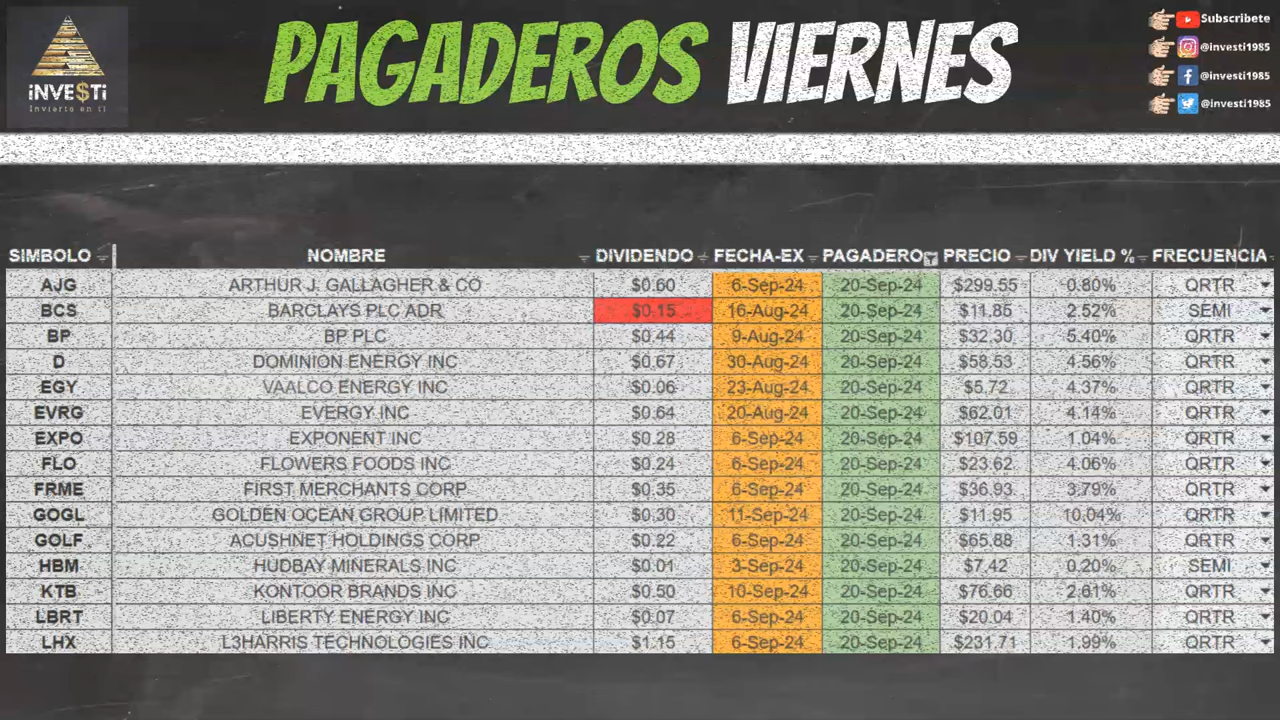 PAGADEROS VIERNES
iNVE$Ti
Invierto en ti
Subscribete
@investi1985
@investi1985
@investi1985
SIMBOLO NOMBRE DIVIDENDO FECHA-EX PAGADERO PRECIO DIV YIELD % FRECUENCIA
AJG ARTHUR J. GALLAGHER & CO $0.60 6-Sep-24 20-Sep-24 $299.55 0.80% QRTR
BCS BARCLAYS PLC ADR $0.15 16-Aug-24 20-Sep-24 $11.85 2.52% SEMI
BP BP PLC $0.44 9-Aug-24 20-Sep-24 $32.30 5.40% QRTR
D DOMINION ENERGY INC $0.67 30-Aug-24 20-Sep-24 $58.53 4.56% QRTR
EGY VAALCO ENERGY INC $0.06 23-Aug-24 20-Sep-24 $5.72 4.37% QRTR
EVRG EVERGY INC $0.64 20-Aug-24 20-Sep-24 $62.01 4.14% QRTR
EXPO EXPONENT INC $0.28 6-Sep-24 20-Sep-24 $107.59 1.04% QRTR
FLO FLOWERS FOODS INC $0.24 6-Sep-24 20-Sep-24 $23.62 4.06% QRTR
FRME FIRST MERCHANTS CORP $0.35 6-Sep-24 20-Sep-24 $36.93 3.79% QRTR
GOGL GOLDEN OCEAN GROUP LIMITED $0.30 11-Sep-24 20-Sep-24 $11.95 10.04% QRTR
GOLF ACUSHNET HOLDINGS CORP $0.22 6-Sep-24 20-Sep-24 $65.88 1.31% QRTR
HBM HUDBAY MINERALS INC $0.01 3-Sep-24 20-Sep-24 $7.42 0.20% SEMI
KTB KONTOOR BRANDS INC $0.50 10-Sep-24 20-Sep-24 $76.66 2.61% QRTR
LBRT LIBERTY ENERGY INC $0.07 6-Sep-24 20-Sep-24 $20.04 1.40% QRTR
LHX L3HARRIS TECHNOLOGIES INC $1.15 6-Sep-24 20-Sep-24 $231.71 1.99% QRTR